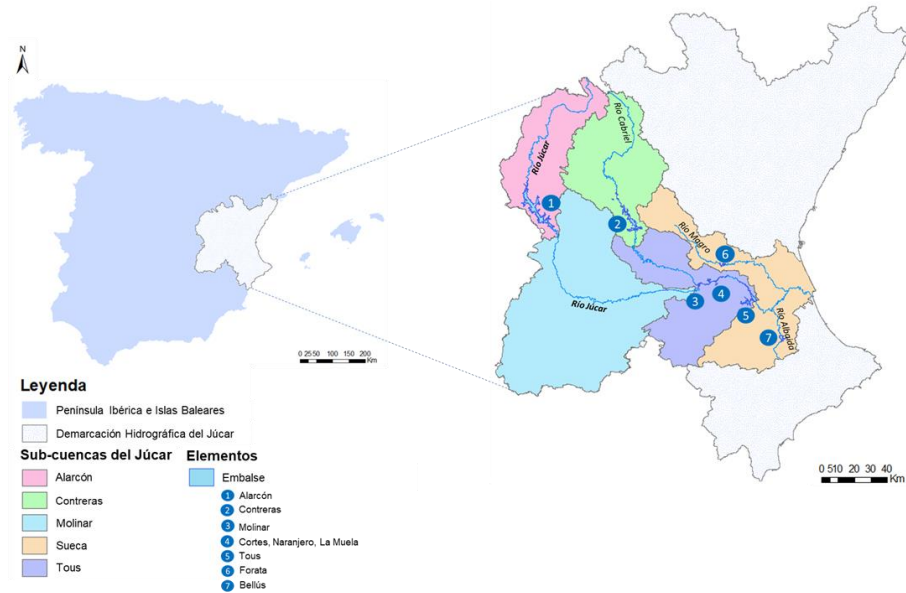 N
0 25 50 100 150 200
Km
Río Júcar
Río Cabriel
1
2
Río Magro
6
Río Júcar
3
4
5
Río Albaida
7
0 510 20 30 40
Km
Leyenda
Península Ibérica e Islas Baleares
Demarcación Hidrográfica del Júcar
Sub-cuencas del Júcar
Alarcón
Contreras
Molinar
Sueca
Tous
Elementos
Embalse
1 Alarcón
2 Contreras
3 Molinar
4 Cortes, Naranjero, La Muela
5 Tous
6 Forata
7 Bellús